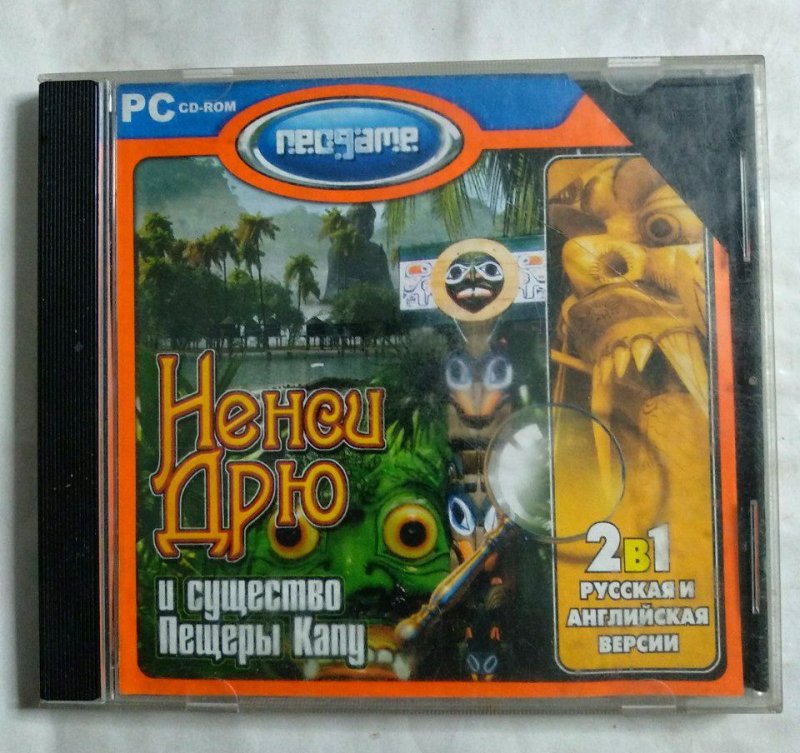 PC CD-ROM
neogame
Ненси
Дрю
и существо
Пещеры Капу
2в1
РУССКАЯ И
АНГЛИЙСКАЯ
ВЕРСИИ